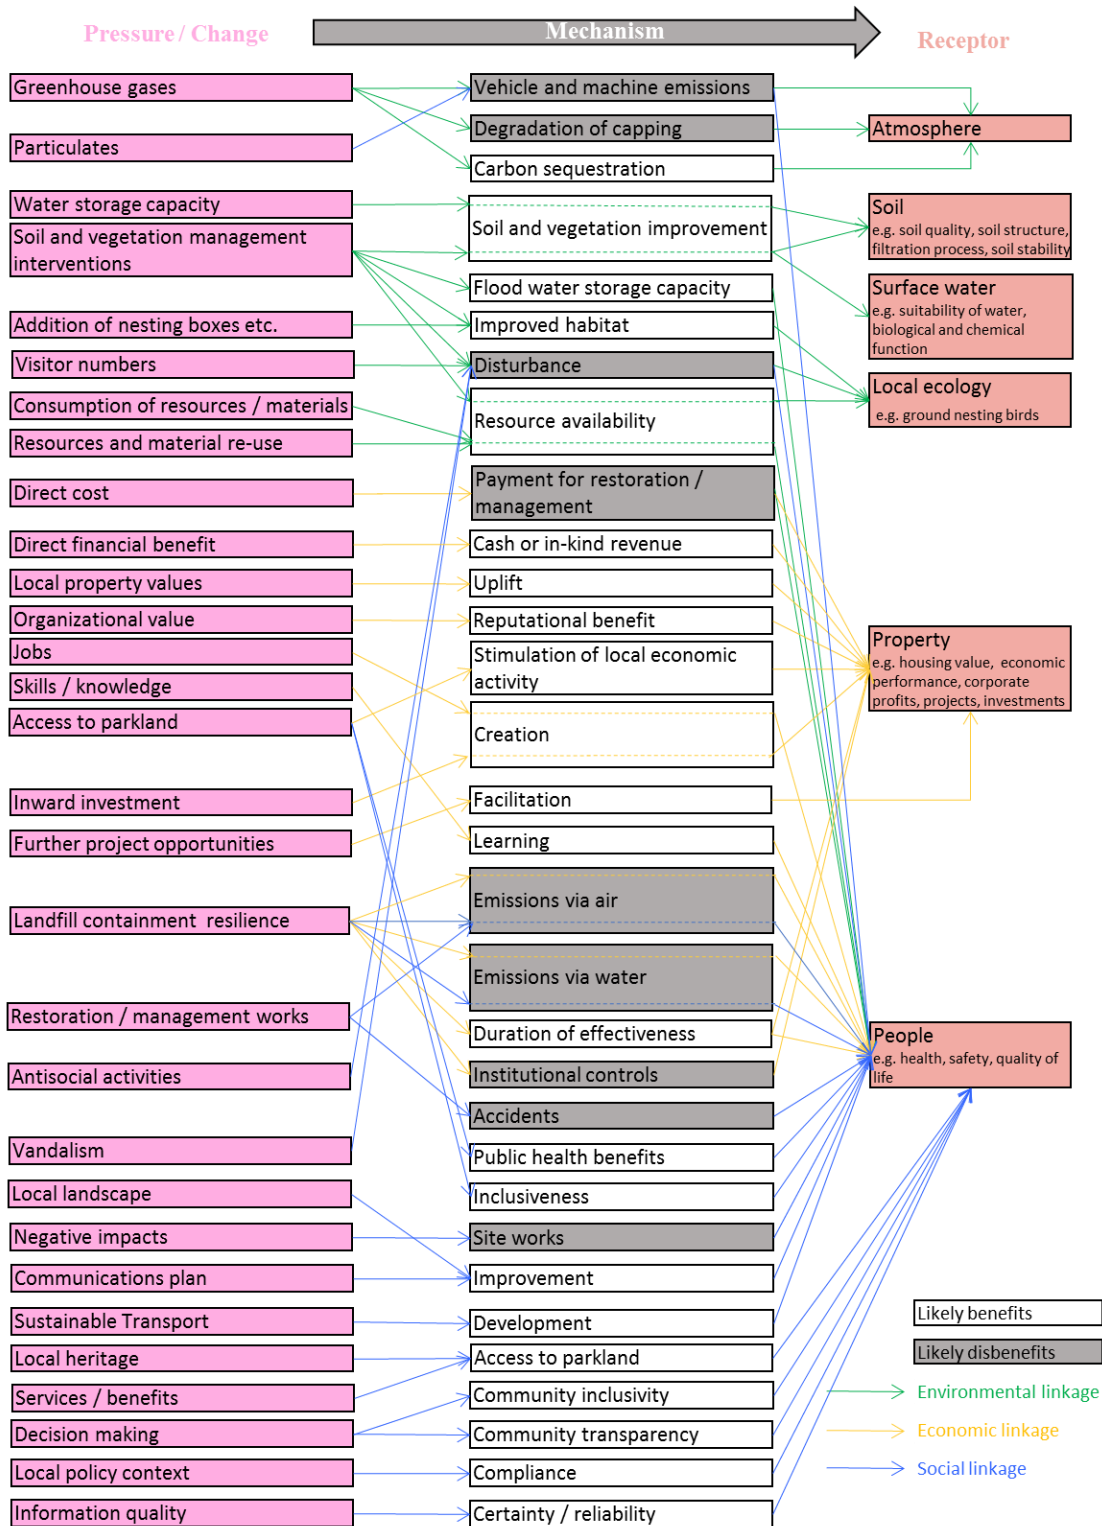 Pressure / Change
Mechanism
Receptor
Greenhouse gases
Particulates
Water storage capacity
Soil and vegetation management
interventions
Addition of nesting boxes etc.
Visitor numbers
Consumption of resources / materials
Resources and material re-use
Direct cost
Direct financial benefit
Local property values
Organizational value
Jobs
Skills / knowledge
Access to parkland
Inward investment
Further project opportunities
Landfill containment resilience
Restoration / management works
Antisocial activities
Vandalism
Local landscape
Negative impacts
Communications plan
Sustainable Transport
Local heritage
Services / benefits
Decision making
Local policy context
Information quality
Vehicle and machine emissions
Degradation of capping
Carbon sequestration
Soil and vegetation improvement
Flood water storage capacity
Improved habitat
Disturbance
Resource availability
Payment for restoration /
management
Cash or in-kind revenue
Uplift
Reputational benefit
Stimulation of local economic
activity
Creation
Facilitation
Learning
Emissions via air
Emissions via water
Duration of effectiveness
Institutional controls
Accidents
Public health benefits
Inclusiveness
Site works
Improvement
Development
Access to parkland
Community inclusivity
Community transparency
Compliance
Certainty / reliability
Atmosphere
Soil
e.g. soil quality, soil structure,
filtration process, soil stability
Surface water
e.g. suitability of water,
biological and chemical
function
Local ecology
e.g. ground nesting birds
Property
e.g. housing value, economic
performance, corporate
profits, projects, investments
People
e.g. health, safety, quality of
life
Likely benefits
Likely disbenefits
Environmental linkage
Economic linkage
Social linkage